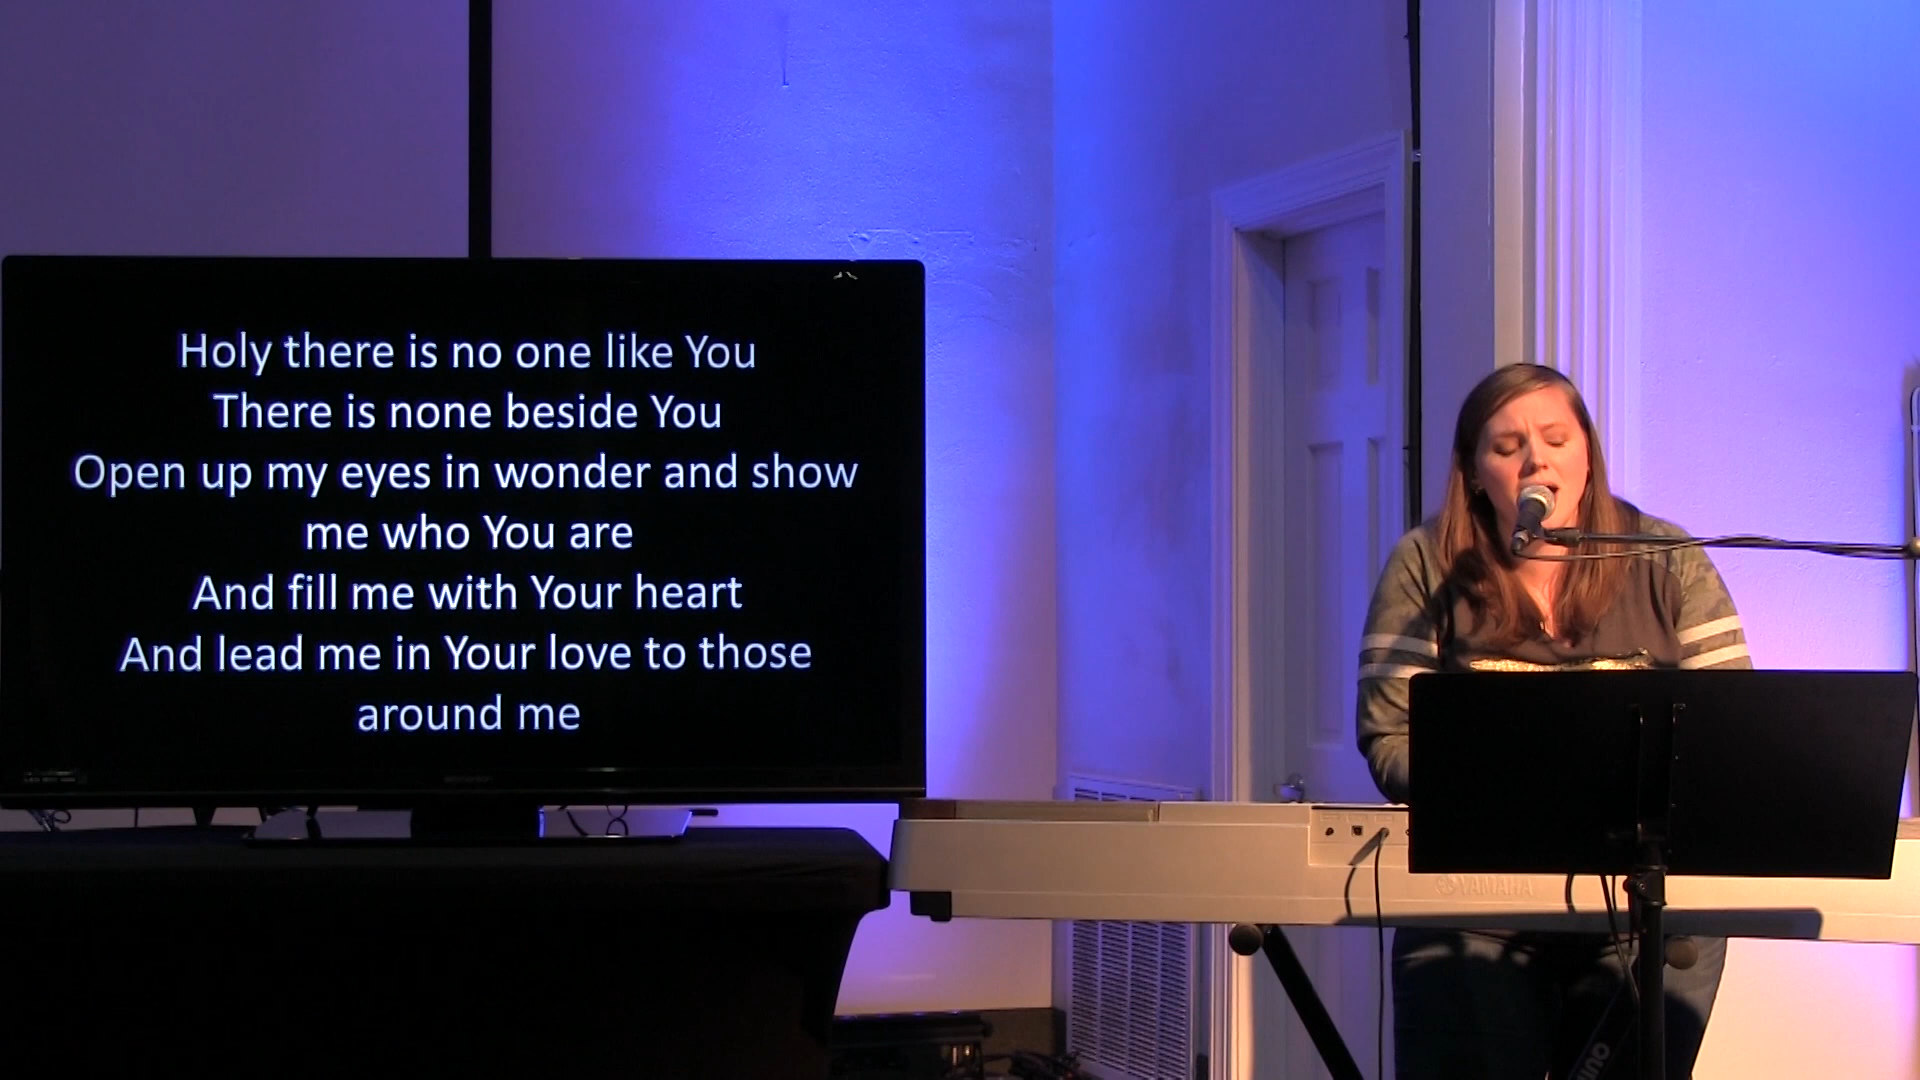 Holy there is no one like You
There is none beside You
Open up my eyes in wonder and show
me who You are
And fill me with Your heart
And lead me in Your love to those
around me
YAMAHA